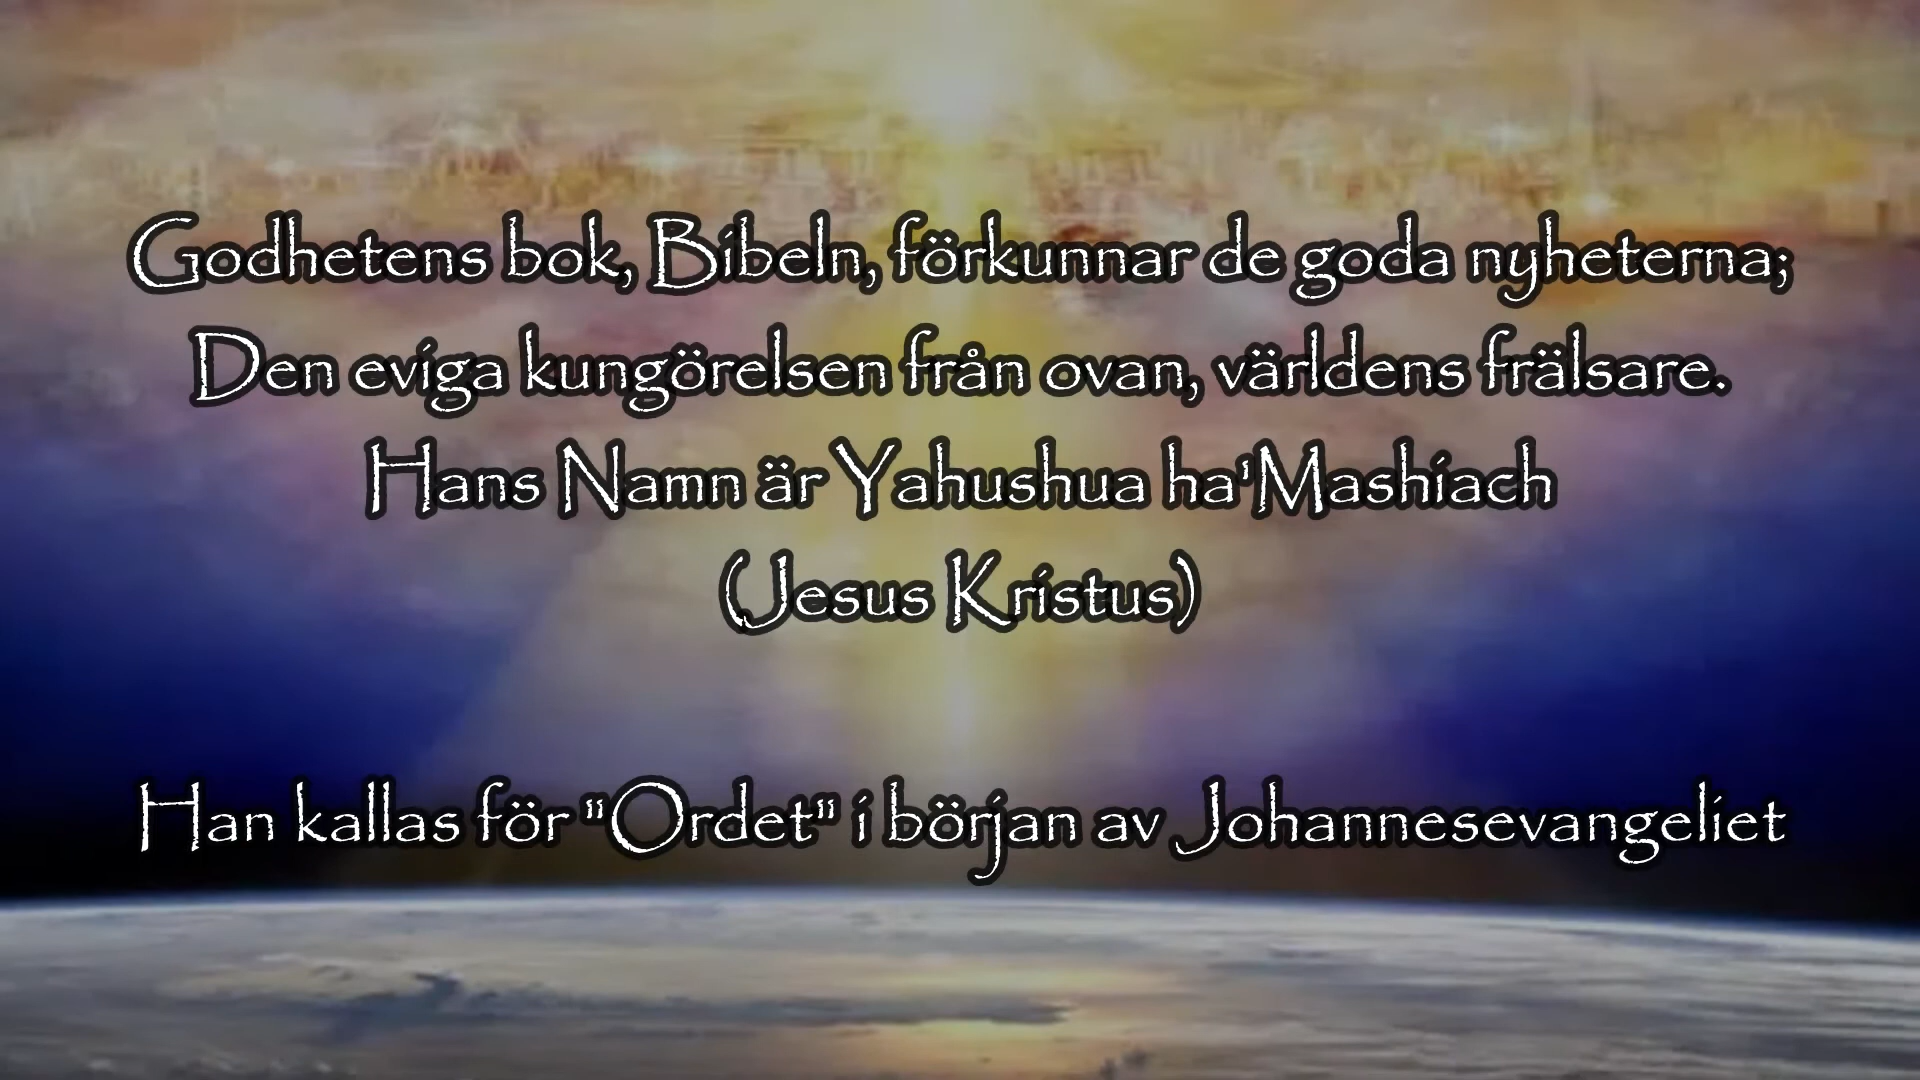 Godhetens bok, Bibeln, förkunnar de goda nyheterna;
Den eviga kungörelsen från ovan, världens frälsare.
Hans Namn är Yahushua ha'Mashiach
(Jesus Kristus)
Han kallas för "Ordet" i början av Johannesevangeliet